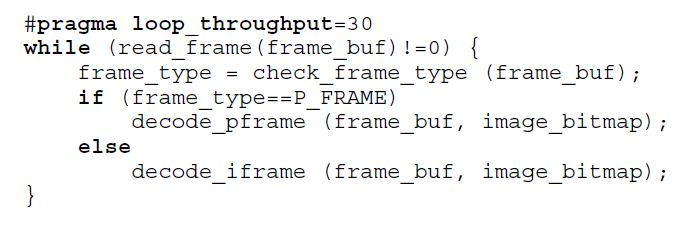 #pragma loop_throughput=30
while (read_frame(frame_buf)!=0) {
    frame_type = check_frame_type (frame_buf);
    if (frame_type==P_FRAME)
        decode_pframe (frame_buf, image_bitmap);
    else
        decode_iframe (frame_buf, image_bitmap);
}